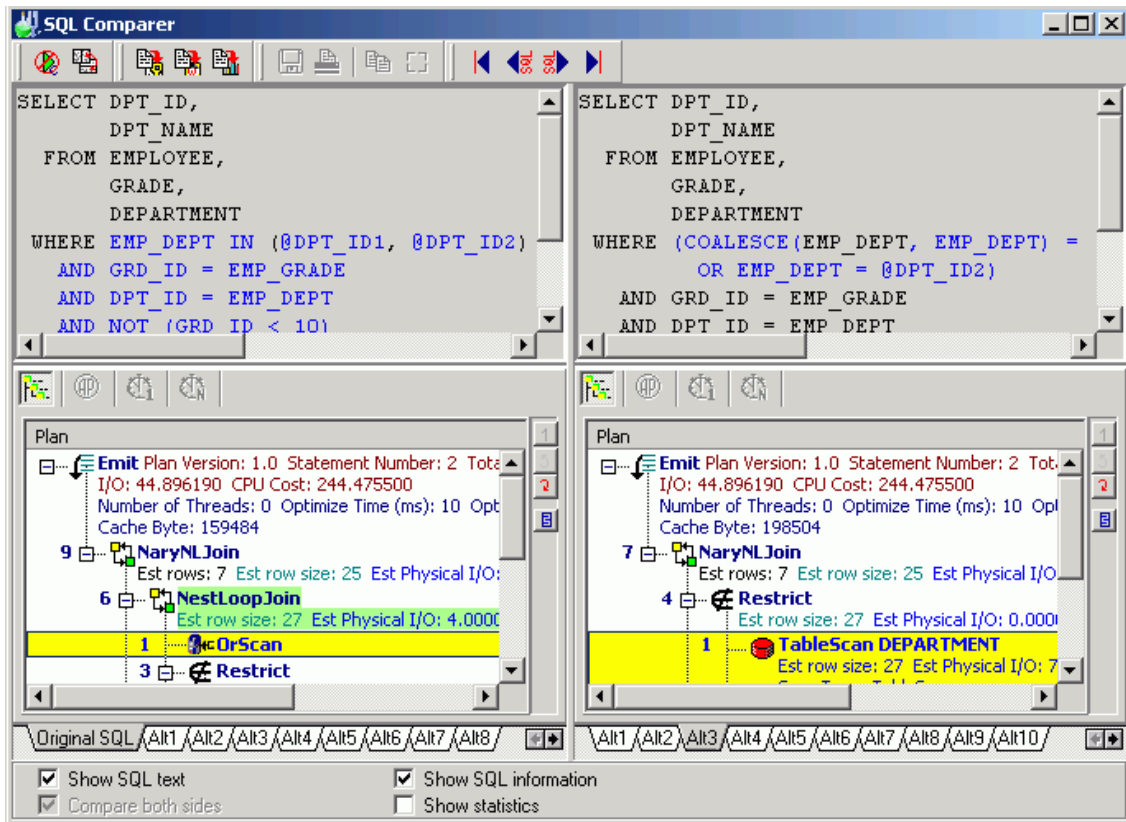 SQL Comparer
SELECT DPT_ID,
DPT_NAME
FROM EMPLOYEE,
GRADE,
DEPARTMENT
WHERE EMP_DEPT IN (@DPT_ID1, @DPT_ID2)
AND GRD_ID = EMP_GRADE
AND DPT_ID = EMP_DEPT
AND NOT (GRD_ID < 10)
SELECT DPT_ID,
DPT_NAME
FROM EMPLOYEE,
GRADE,
DEPARTMENT
WHERE (COALESCE(EMP_DEPT, EMP_DEPT) =
OR EMP_DEPT = @DPT_ID2)
AND GRD_ID = EMP_GRADE
AND DPT_ID = EMP_DEPT
Plan
Emit Plan Version: 1.0 Statement Number: 2 Tota
I/O: 44.896190 CPU Cost: 244.475500
Number of Threads: 0 Optimize Time (ms): 10 Opt
Cache Byte: 159484
9 NaryNLJoin
Est rows: 7 Est row size: 25 Est Physical I/O:
6 NestLoopJoin
Est row size: 27 Est Physical I/O: 4.0000
1 OrScan
3 Restrict
Original SQL Alt1 Alt2 Alt3 Alt4 Alt5 Alt6 Alt7 Alt8
Plan
Emit Plan Version: 1.0 Statement Number: 2 Tot
I/O: 44.896190 CPU Cost: 244.475500
Number of Threads: 0 Optimize Time (ms): 10 Opt
Cache Byte: 198504
7 NaryNLJoin
Est rows: 7 Est row size: 25 Est Physical I/O
4 Restrict
Est row size: 27 Est Physical I/O: 0.000
1 TableScan DEPARTMENT
Est row size: 27 Est Physical I/O: 7
Alt1 Alt2 Alt3 Alt4 Alt5 Alt6 Alt7 Alt8 Alt9 Alt10
Show SQL text
Show SQL information
Compare both sides
Show statistics